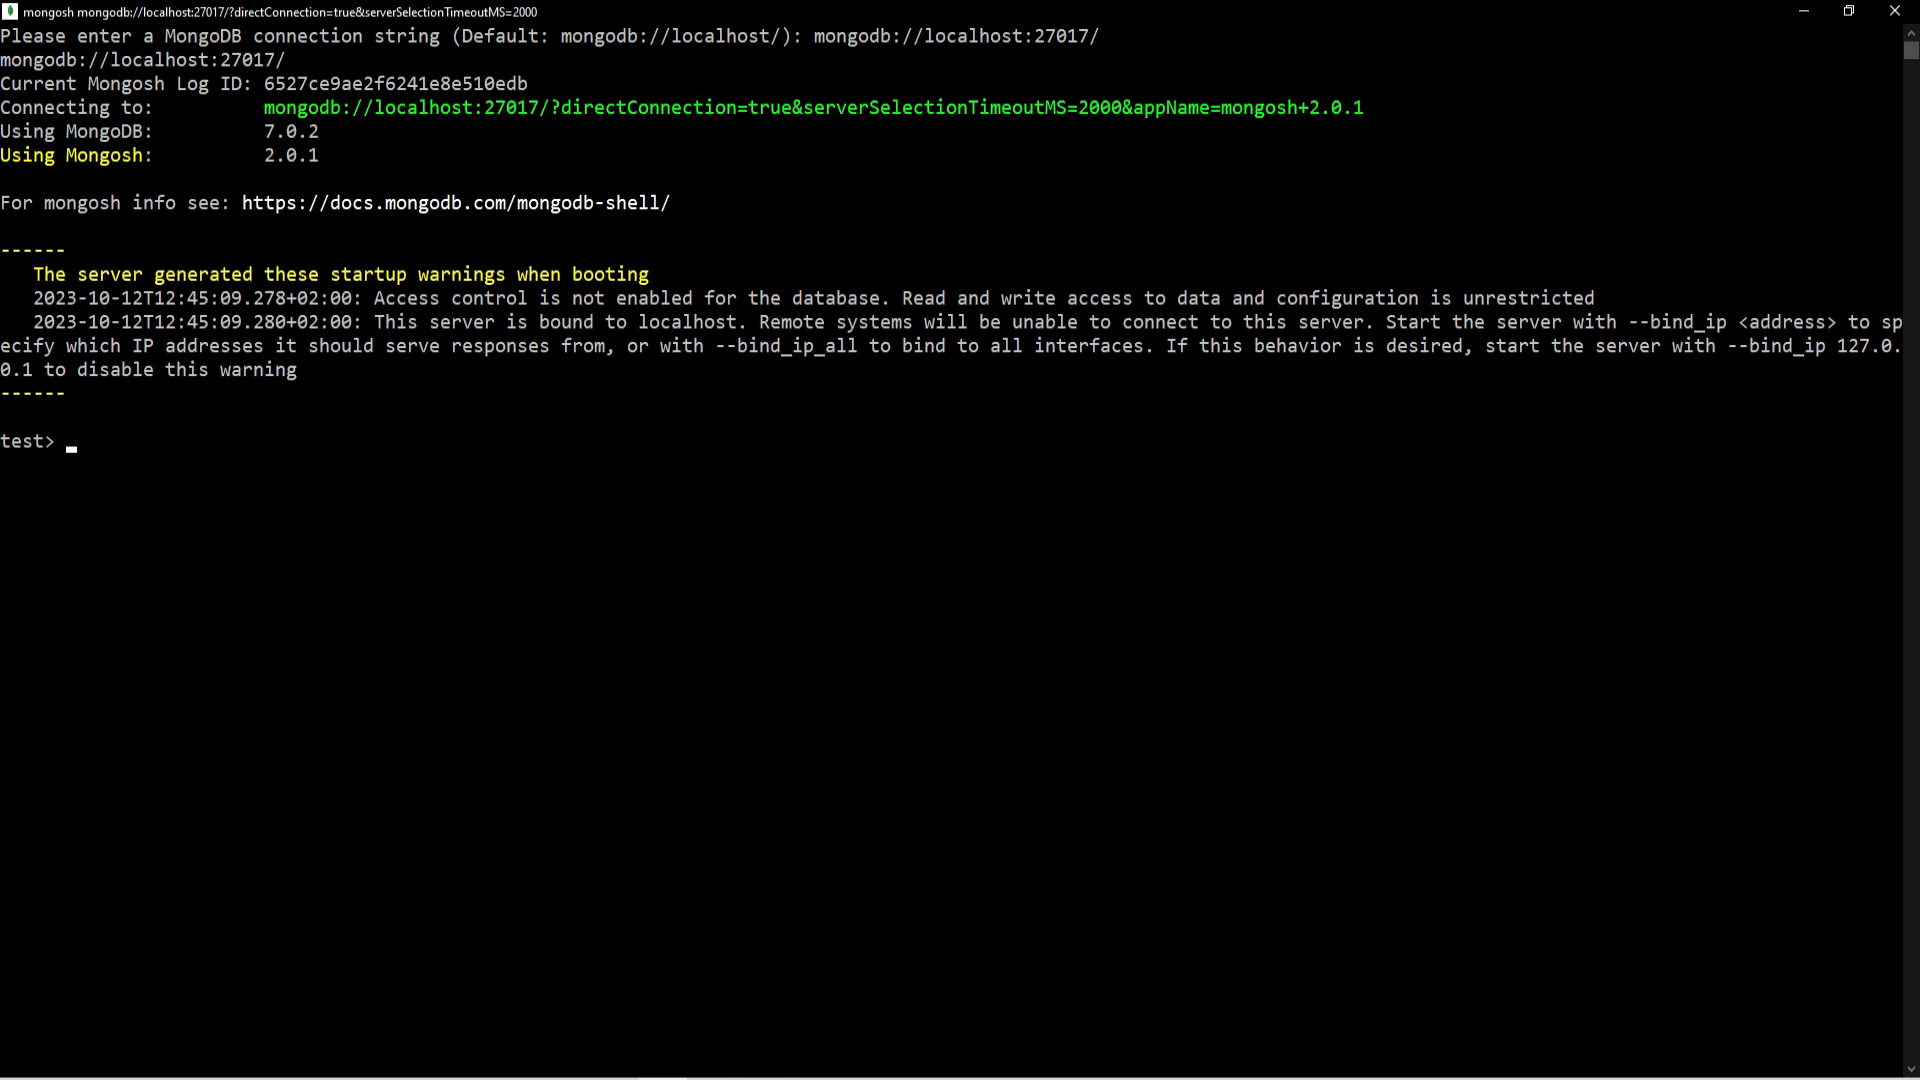 mongosh mongodb://localhost:27017/?directConnection=true&serverSelectionTimeoutMS=2000
Please enter a MongoDB connection string (Default: mongodb://localhost/): mongodb://localhost:27017/
mongodb://localhost:27017/
Current Mongosh Log ID: 6527ce9ae2f6241e8e510edb
Connecting to:          mongodb://localhost:27017/?directConnection=true&serverSelectionTimeoutMS=2000&appName=mongosh+2.0.1
Using MongoDB:          7.0.2
Using Mongosh:          2.0.1
For mongosh info see: https://docs.mongodb.com/mongodb-shell/
------
   The server generated these startup warnings when booting
   2023-10-12T12:45:09.278+02:00: Access control is not enabled for the database. Read and write access to data and configuration is unrestricted
   2023-10-12T12:45:09.280+02:00: This server is bound to localhost. Remote systems will be unable to connect to this server. Start the server with --bind_ip <address> to sp
ecify which IP addresses it should serve responses from, or with --bind_ip_all to bind to all interfaces. If this behavior is desired, start the server with --bind_ip 127.0.
0.1 to disable this warning
------
test>